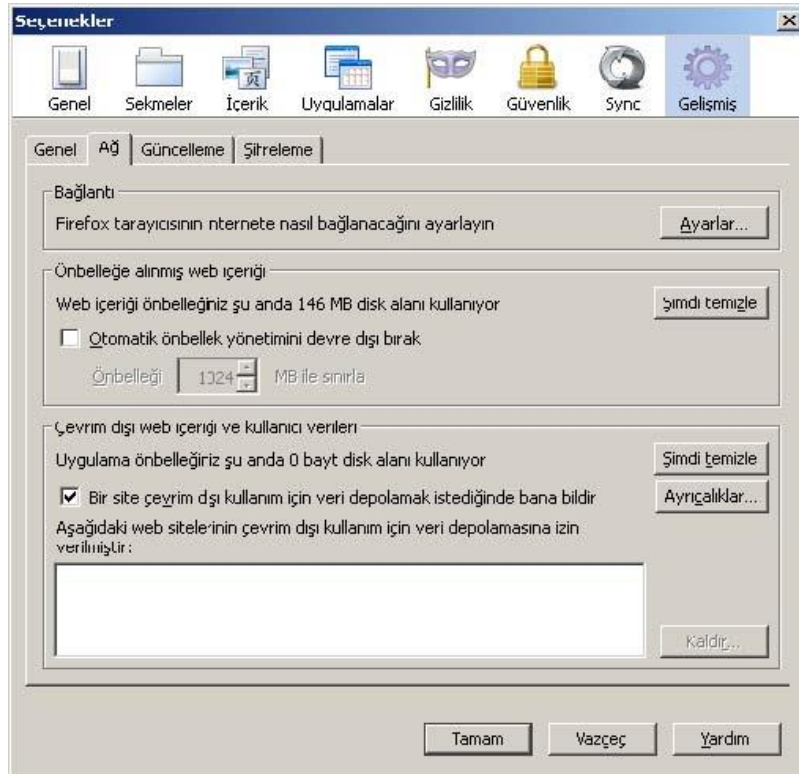 Seçenekler
Genel Sekmeler İçerik Uygulamalar Gizlilik Güvenlik Sync Gelişmiş
Genel Ağ Güncelleme Şifreleme
Bağlantı
Firefox tarayıcısının nternete nasıl bağlanacağını ayarlayın Ayarlar...
Önbelleğe alınmış web içeriği
Web içeriği önbelleğiniz şu anda 146 MB disk alanı kullanıyor Şimdi temizle
Otomatik önbellek yönetimini devre dışı bırak
Önbelleği 1024 MB ile sınırla
Çevrim dışı web içeriği ve kullanıcı verileri
Uygulama önbelleğiniz şu anda 0 bayt disk alanı kullanıyor Şimdi temizle
Bir site çevrim dışı kullanım için veri depolamak istediğinde bana bildir Ayrıcalıklar...
Aşağıdaki web sitelerinin çevrim dışı kullanım için veri depolamasına izin
verilmiştir:
Kaldır...
Tamam Vazgeç Yardım